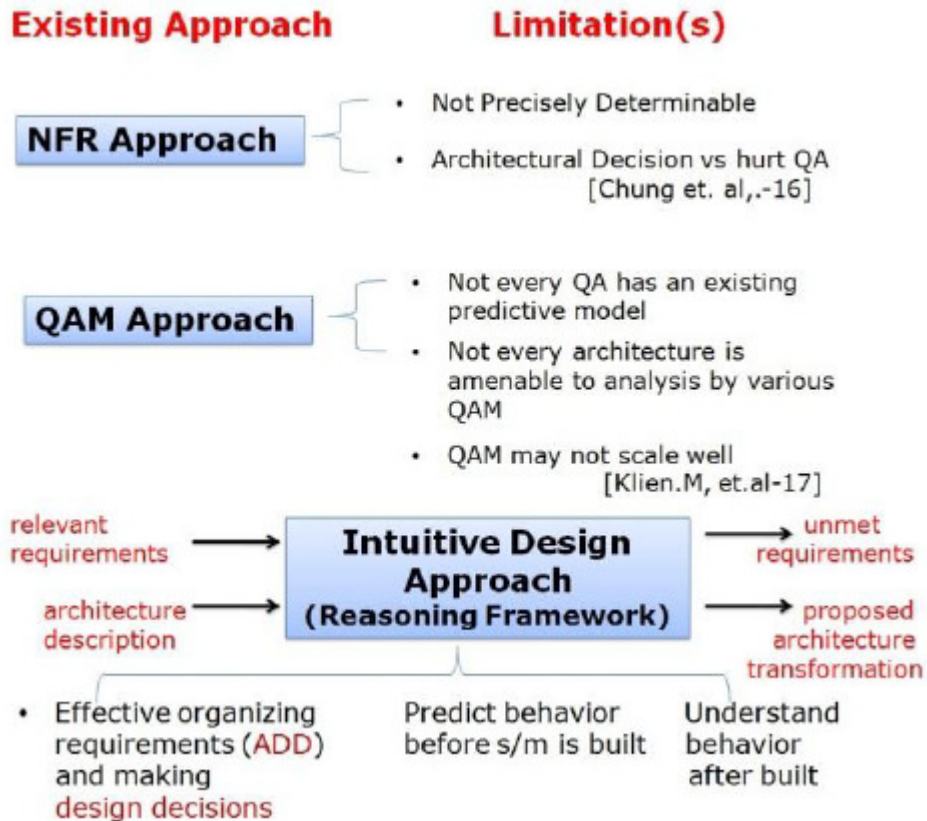 Existing Approach
Limitation(s)
NFR Approach
• Not Precisely Determinable
• Architectural Decision vs hurt QA
[Chung et. al,.-16]
QAM Approach
• Not every QA has an existing
predictive model
• Not every architecture is
amenable to analysis by various
QAM
• QAM may not scale well
[Klien.M, et.al-17]
relevant
requirements
architecture
description
Intuitive Design
Approach
(Reasoning Framework)
unmet
requirements
proposed
architecture
transformation
• Effective organizing
requirements (ADD)
and making
design decisions
Predict behavior
before s/m is built
Understand
behavior
after built